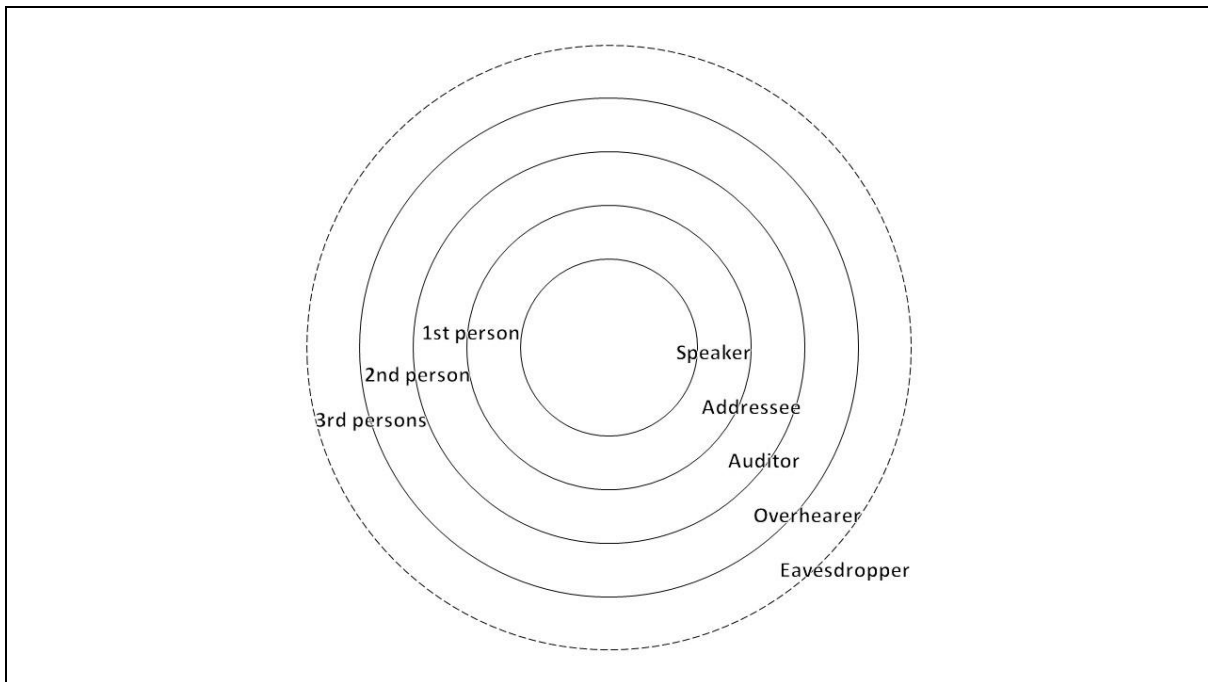 1st person
Speaker
2nd person
Addressee
3rd persons
Auditor
Overhearer
Eavesdropper